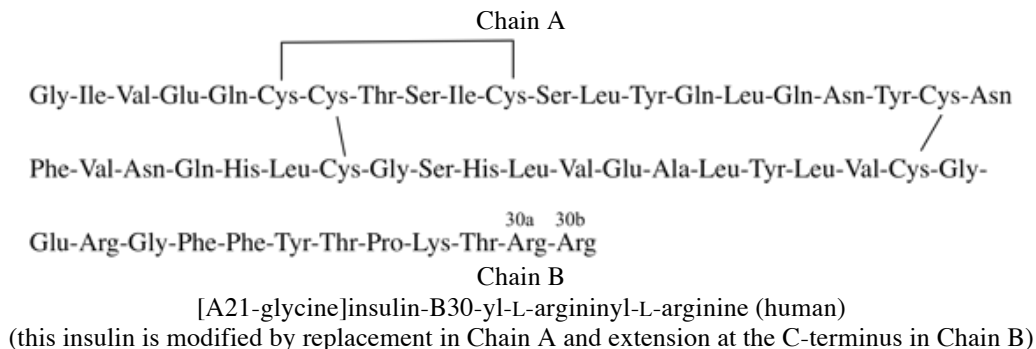 Chain A
Gly-Ile-Val-Glu-Gln-Cys-Cys-Thr-Ser-Ile-Cys-Ser-Leu-Tyr-Gln-Leu-Gln-Asn-Tyr-Cys-Asn
Phe-Val-Asn-Gln-His-Leu-Cys-Gly-Ser-His-Leu-Val-Glu-Ala-Leu-Tyr-Leu-Val-Cys-Gly-
30a 30b
Glu-Arg-Gly-Phe-Phe-Tyr-Thr-Pro-Lys-Thr-Arg-Arg
Chain B
[A21-glycine]insulin-B30-yl-L-argininyl-L-arginine (human)
(this insulin is modified by replacement in Chain A and extension at the C-terminus in Chain B)